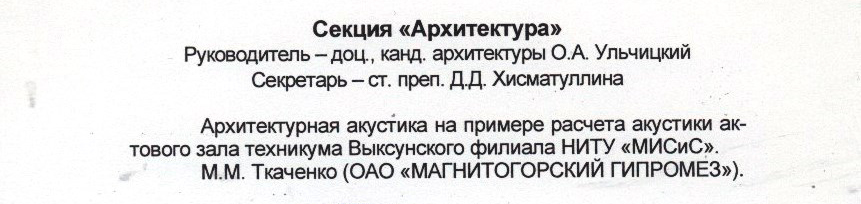 Секция «Архитектура»
Руководитель – доц., канд. архитектуры О.А. Ульчицкий
Секретарь – ст. преп. Д.Д. Хисматуллина
Архитектурная акустика на примере расчета акустики ак-
тового зала техникума Выксунского филиала НИТУ «МИСиС».
М.М. Ткаченко (ОАО «МАГНИТОГОРСКИЙ ГИПРОМЕЗ»).